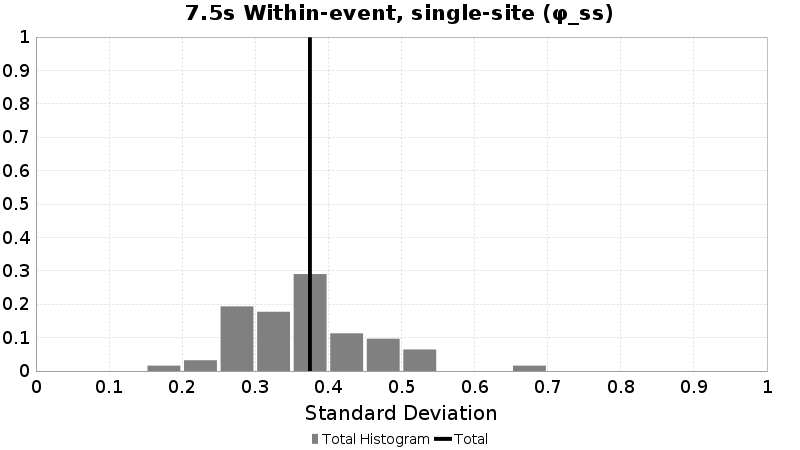 7.5s Within-event, single-site (φ_ss)
1
0.9
0.8
0.7
0.6
0.5
0.4
0.3
0.2
0.1
0
0 0.1 0.2 0.3 0.4 0.5 0.6 0.7 0.8 0.9 1
Standard Deviation
Total Histogram Total